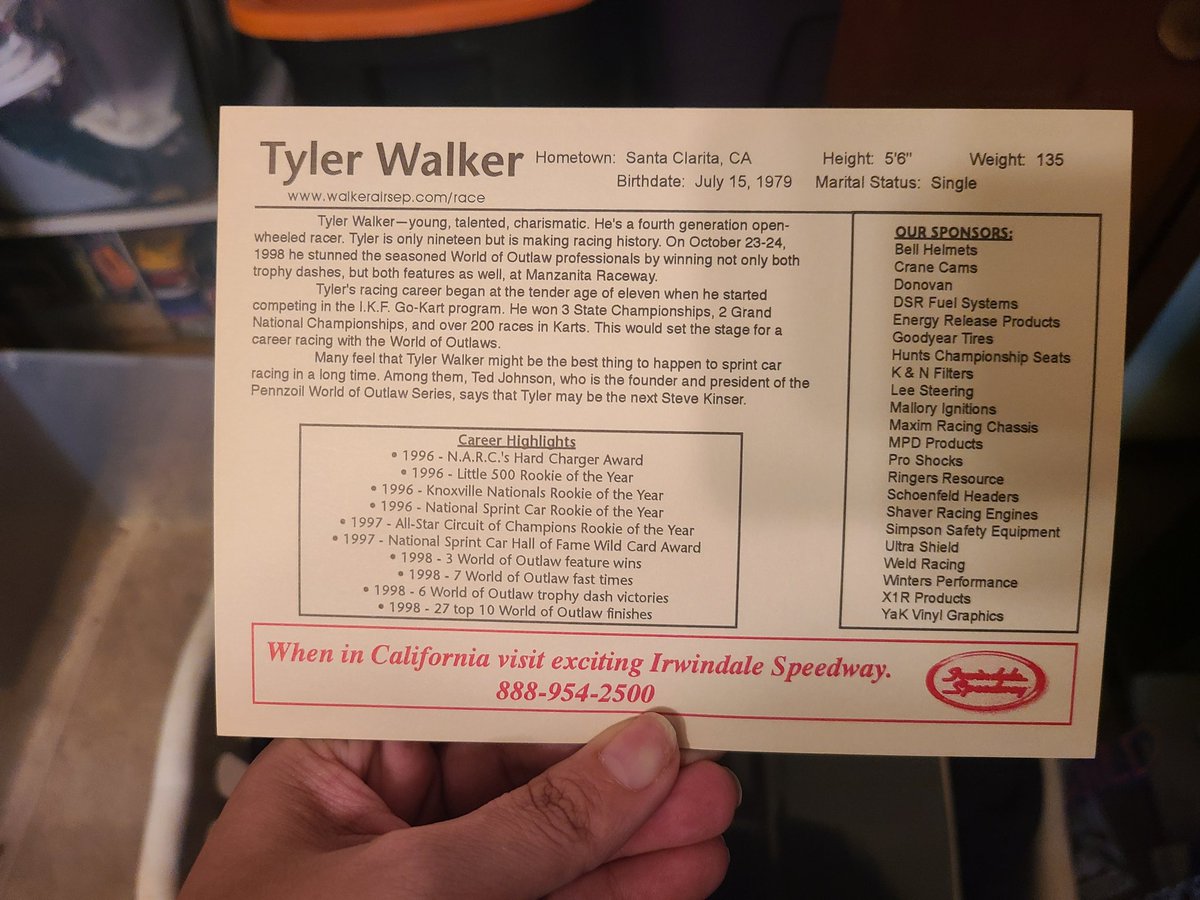 Tyler Walker
Hometown: Santa Clarita, CA Height: 5'6" Weight: 135
Birthdate: July 15, 1979 Marital Status: Single
www.walkerairsep.com/race
Tyler Walker—young, talented, charismatic. He's a fourth generation open-
wheeled racer. Tyler is only nineteen but is making racing history. On October 23-24,
1998 he stunned the seasoned World of Outlaw professionals by winning not only both
trophy dashes, but both features as well, at Manzanita Raceway.
Tyler's racing career began at the tender age of eleven when he started
competing in the I.K.F. Go-Kart program. He won 3 State Championships, 2 Grand
National Championships, and over 200 races in Karts. This would set the stage for a
career racing with the World of Outlaws.
Many feel that Tyler Walker might be the best thing to happen to sprint car
racing in a long time. Among them, Ted Johnson, who is the founder and president of the
Pennzoil World of Outlaw Series, says that Tyler may be the next Steve Kinser.
Career Highlights
• 1996 - N.A.R.C.'s Hard Charger Award
• 1996 - Little 500 Rookie of the Year
• 1996 - Knoxville Nationals Rookie of the Year
• 1996 - National Sprint Car Rookie of the Year
• 1997 - All-Star Circuit of Champions Rookie of the Year
• 1997 - National Sprint Car Hall of Fame Wild Card Award
• 1998 - 3 World of Outlaw feature wins
• 1998 - 7 World of Outlaw fast times
• 1998 - 6 World of Outlaw trophy dash victories
• 1998 - 27 top 10 World of Outlaw finishes
OUR SPONSORS:
Bell Helmets
Crane Cams
Donovan
DSR Fuel Systems
Energy Release Products
Goodyear Tires
Hunts Championship Seats
K & N Filters
Lee Steering
Mallory Ignitions
Maxim Racing Chassis
MPD Products
Pro Shocks
Ringers Resource
Schoenfeld Headers
Shaver Racing Engines
Simpson Safety Equipment
Ultra Shield
Weld Racing
Winters Performance
X1R Products
YaK Vinyl Graphics
When in California visit exciting Irwindale Speedway.
888-954-2500
Irwindale
Speedway